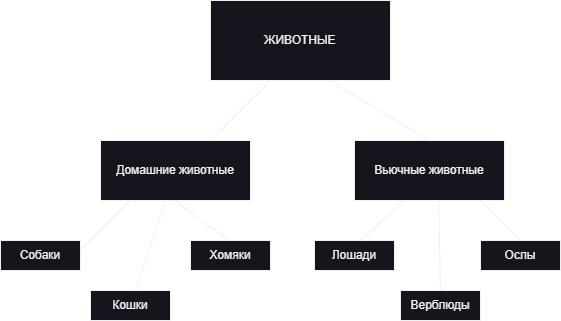 ЖИВОТНЫЕ
Домашние животные
Вьючные животные
Собаки
Хомяки
Лошади
Ослы
Кошки
Верблюды